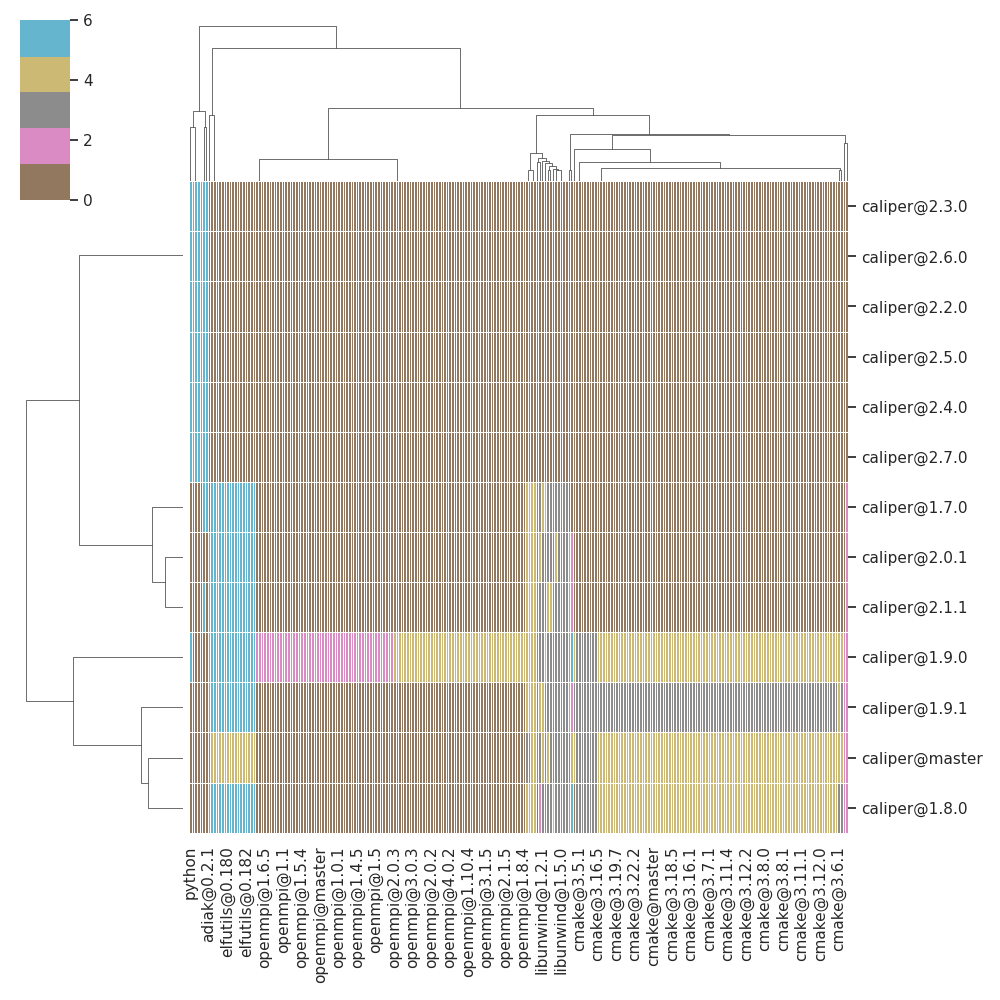 6
4
2
0
caliper@2.3.0
caliper@2.6.0
caliper@2.2.0
caliper@2.5.0
caliper@2.4.0
caliper@2.7.0
caliper@1.7.0
caliper@2.0.1
caliper@2.1.1
caliper@1.9.0
caliper@1.9.1
caliper@master
caliper@1.8.0
python
adiak@0.2.1
elfutils@0.180
elfutils@0.182
openmpi@1.6.5
openmpi@1.1
openmpi@1.5.4
openmpi@master
openmpi@1.0.1
openmpi@1.4.5
openmpi@1.5
openmpi@2.0.3
openmpi@3.0.3
openmpi@2.0.2
openmpi@4.0.2
openmpi@1.10.4
openmpi@3.1.5
openmpi@2.1.5
openmpi@1.8.4
libunwind@1.2.1
libunwind@1.5.0
cmake@3.5.1
cmake@3.16.5
cmake@3.19.7
cmake@3.22.2
cmake@master
cmake@3.18.5
cmake@3.16.1
cmake@3.7.1
cmake@3.11.4
cmake@3.12.2
cmake@3.8.0
cmake@3.8.1
cmake@3.11.1
cmake@3.12.0
cmake@3.6.1